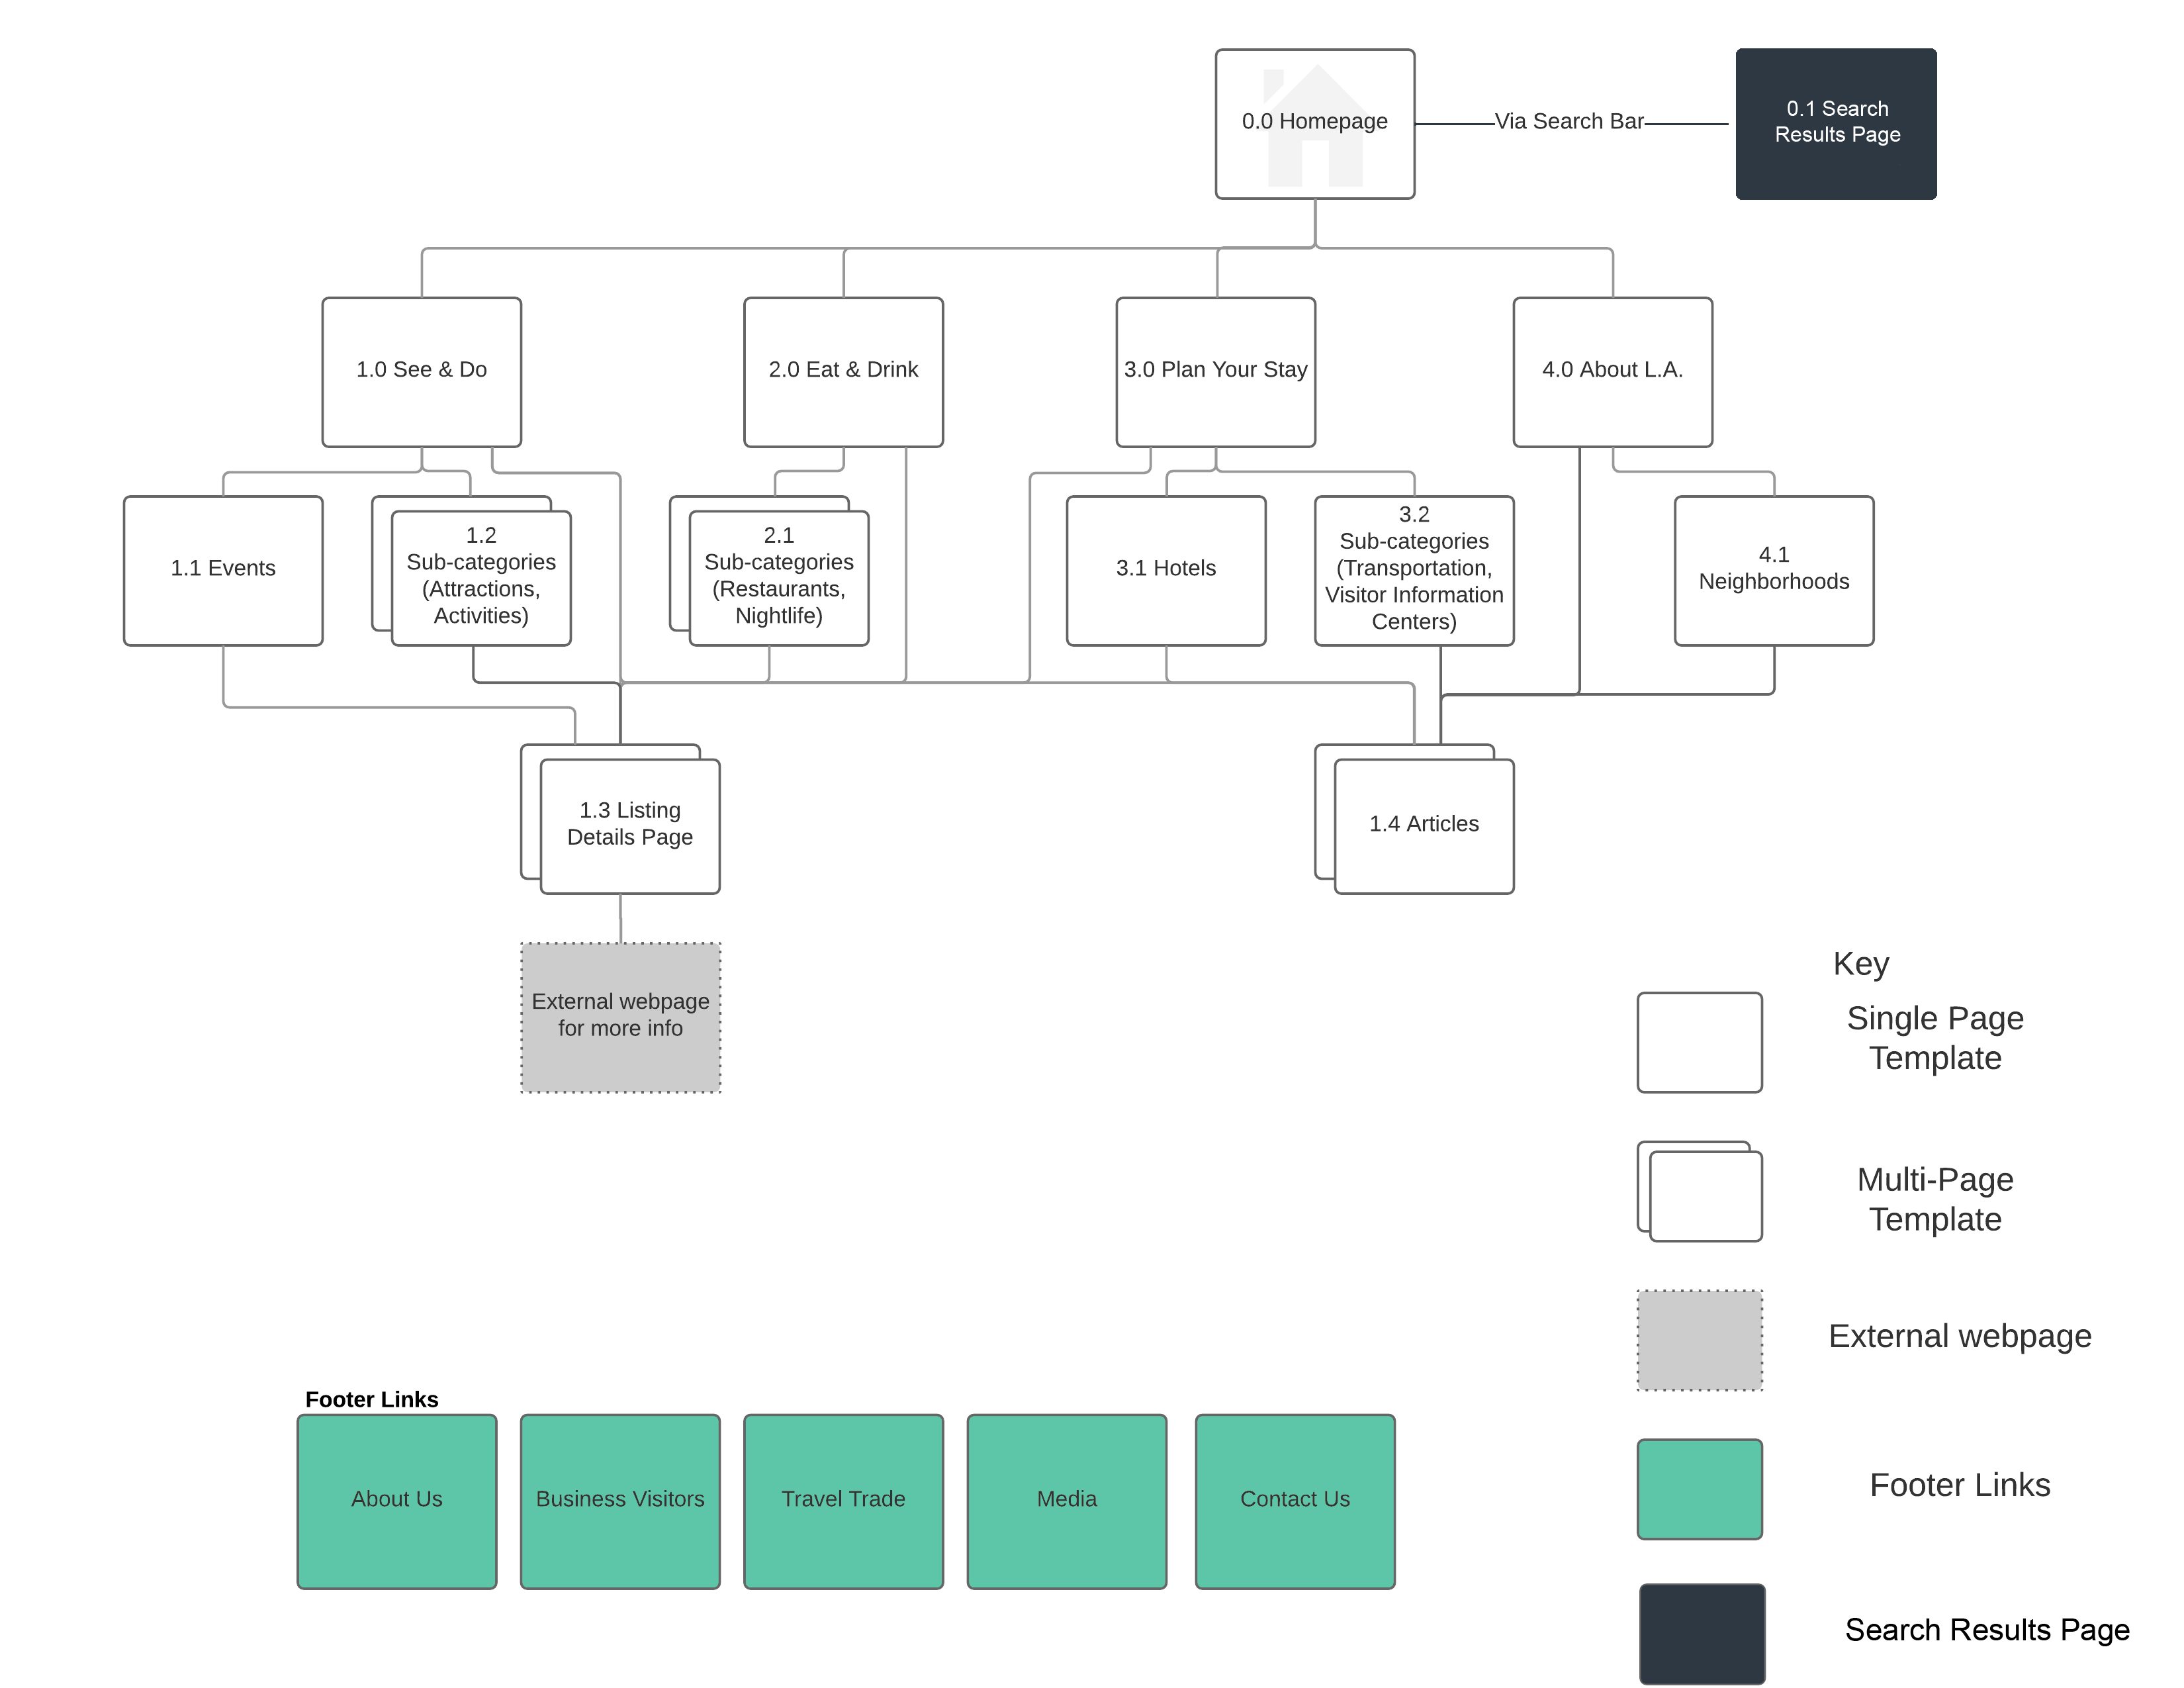 0.0 Homepage
Via Search Bar
0.1 Search
Results Page
1.0 See & Do
2.0 Eat & Drink
3.0 Plan Your Stay
4.0 About L.A.
1.1 Events
1.2
Sub-categories
(Attractions,
Activities)
2.1
Sub-categories
(Restaurants,
Nightlife)
3.1 Hotels
3.2
Sub-categories
(Transportation,
Visitor Information
Centers)
4.1
Neighborhoods
1.3 Listing
Details Page
1.4 Articles
External webpage
for more info
Key
Single Page
Template
Multi-Page
Template
External webpage
Footer Links
Search Results Page
Footer Links
About Us
Business Visitors
Travel Trade
Media
Contact Us